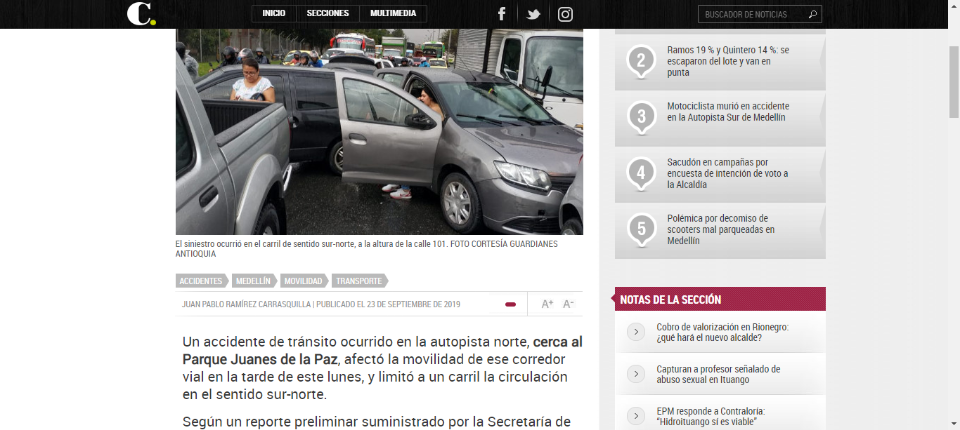 C.
INICIO SECCIONES MULTIMEDIA
BUSCADOR DE NOTICIAS
El siniestro ocurrió en el carril de sentido sur-norte, a la altura de la calle 101. FOTO CORTESÍA GUARDIANES
ANTIOQUIA
ACCIDENTES MEDELLÍN MOVILIDAD TRANSPORTE
JUAN PABLO RAMÍREZ CARRASQUILLA | PUBLICADO EL 23 DE SEPTIEMBRE DE 2019
A+ A-
Un accidente de tránsito ocurrido en la autopista norte, cerca al
Parque Juanes de la Paz, afectó la movilidad de ese corredor
vial en la tarde de este lunes, y limitó a un carril la circulación
en el sentido sur-norte.
Según un reporte preliminar suministrado por la Secretaría de
2
Ramos 19 % y Quintero 14 %: se
escaparon del lote y van en
punta
3
Motociclista murió en accidente
en la Autopista Sur de Medellín
4
Sacudón en campañas por
encuesta de intención de voto a
la Alcaldía
5
Polémica por decomiso de
scooters mal parqueadas en
Medellín
NOTAS DE LA SECCIÓN
Cobro de valorización en Rionegro:
¿qué hará el nuevo alcalde?
Capturan a profesor señalado de
abuso sexual en Ituango
EPM responde a Contraloría:
“Hidroituango sí es viable”